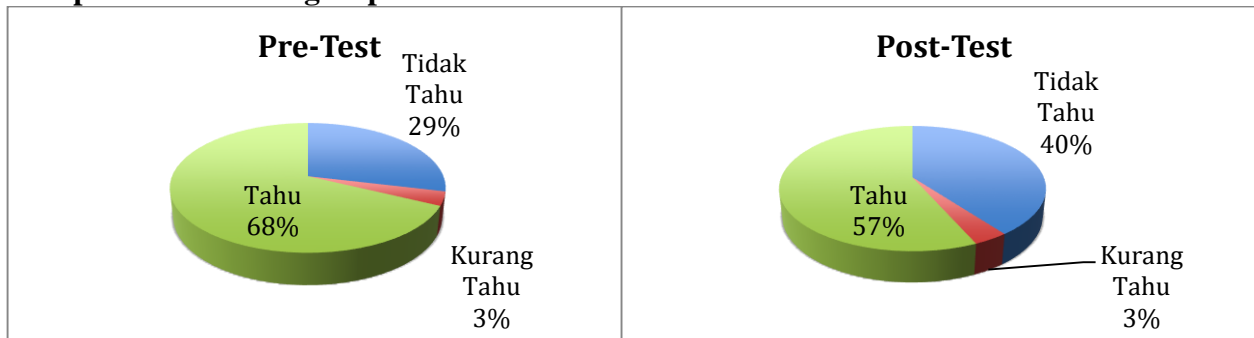 Pre-Test
Tidak
Tahu
29%
Tahu
68%
Kurang
Tahu
3%
Post-Test
Tidak
Tahu
40%
Tahu
57%
Kurang
Tahu
3%